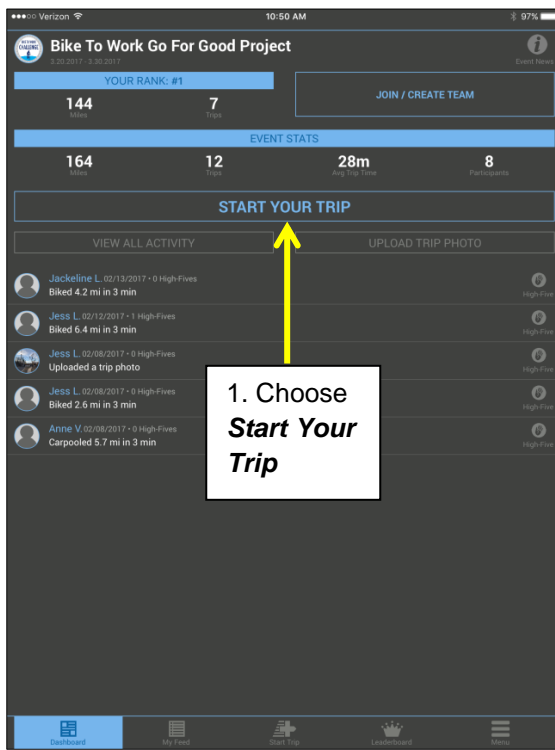 Verizon
10:50 AM
97%
Bike To Work Go For Good Project
3.20.2017 - 3.30.2017
Event News
YOUR RANK: #1
144
7
Miles
Trips
JOIN / CREATE TEAM
EVENT STATS
164
12
28m
8
Miles
Trips
Avg Trip Time
Participants
START YOUR TRIP
VIEW ALL ACTIVITY
UPLOAD TRIP PHOTO
Jackeline L. 02/13/2017 • 0 High-Fives
Biked 4.2 mi in 3 min
High-Five
Jess L. 02/12/2017 • 1 High-Fives
Biked 6.4 mi in 3 min
High-Five
Jess L. 02/08/2017 • 0 High-Fives
Uploaded a trip photo
High-Five
Jess L. 02/08/2017 • 0 High-Fives
Biked 2.6 mi in 3 min
High-Five
Anne V. 02/08/2017 • 0 High-Fives
Carpooled 5.7 mi in 3 min
High-Five
1. Choose
Start Your
Trip
Dashboard
My Feed
Start Trip
Leaderboard
Menu